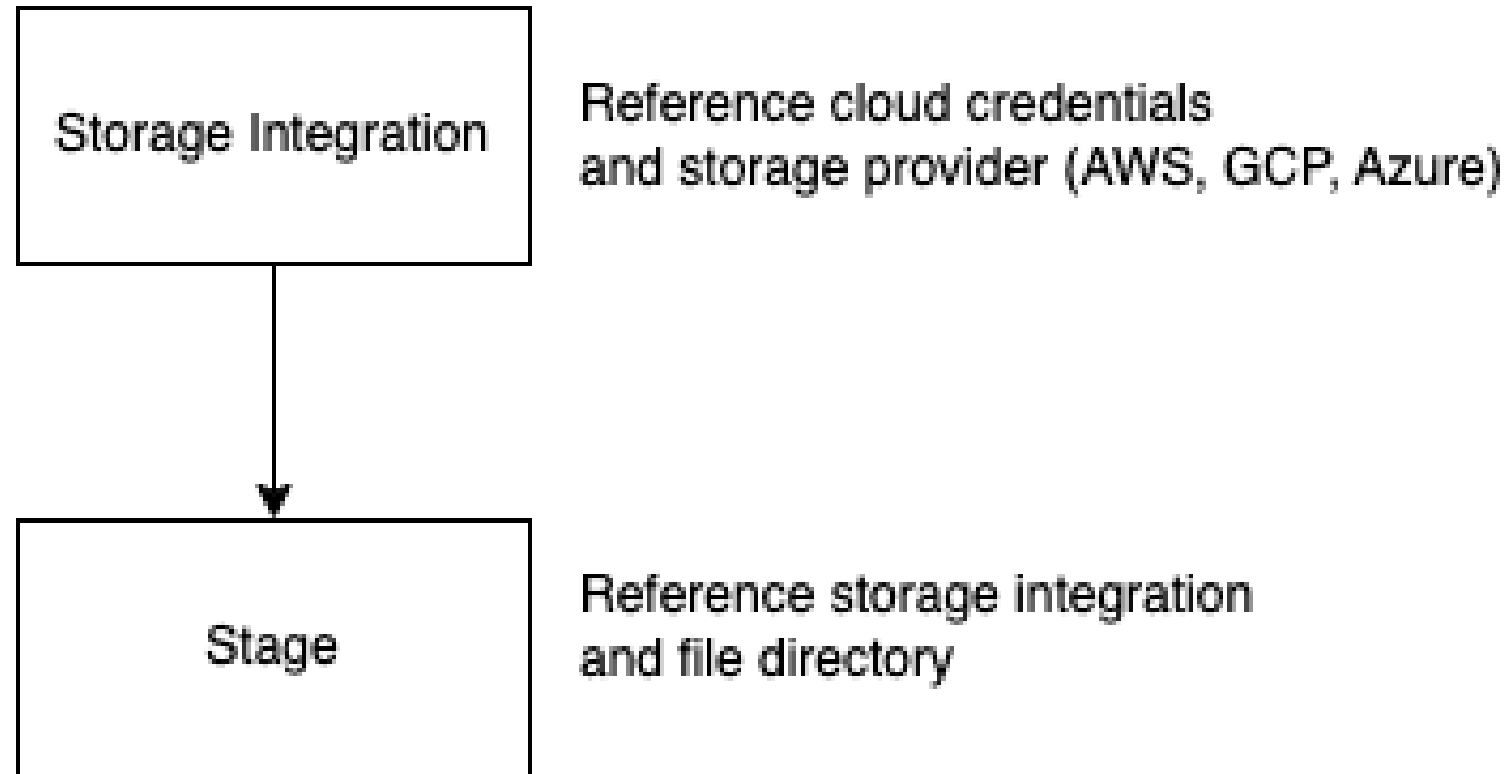 Storage Integration
Reference cloud credentials
and storage provider (AWS, GCP, Azure)
Stage
Reference storage integration
and file directory